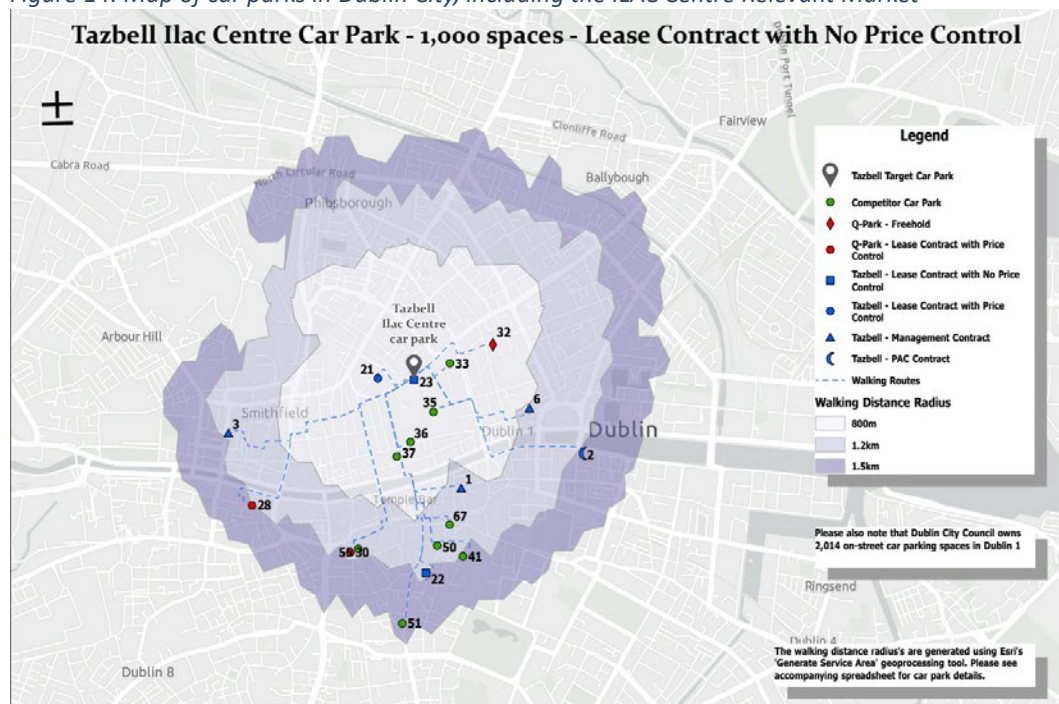 Figure 14: Map of car parks in Dublin City, including the ILAC Centre Relevant Market
Tazbell Ilac Centre Car Park - 1,000 spaces - Lease Contract with No Price Control
±
Clonliffe Road
Fairview
Cabra Road
North Circular Road
Ballybough
Phibsborough
Legend
Tazbell Target Car Park
Competitor Car Park
Q-Park - Freehold
Q-Park - Lease Contract with Price
Control
Tazbell - Lease Contract with No Price
Control
Tazbell - Lease Contract with Price
Control
Tazbell - Management Contract
Tazbell - PAC Contract
Walking Routes
Walking Distance Radius
800m
1.2km
1.5km
Arbour Hill
Tazbell
Ilac Centre
car park
32
33
21
23
35
6
Smithfield
3
36
Dublin 1
Dublin
37
2
1
Temple Bar
28
67
50
30
41
22
51
Please also note that Dublin City Council owns
2,014 on-street car parking spaces in Dublin 1
Ringsend
Dublin 4
Dublin 8
The walking distance radius's are generated using Esri's
'Generate Service Area' geoprocessing tool. Please see
accompanying spreadsheet for car park details.